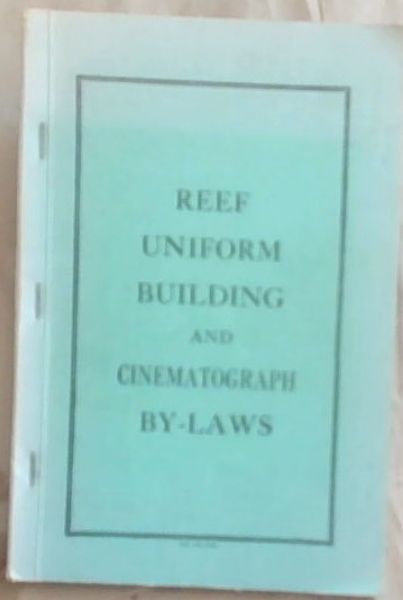 REEF
UNIFORM
BUILDING
AND
CINEMATOGRAPH
BY-LAWS